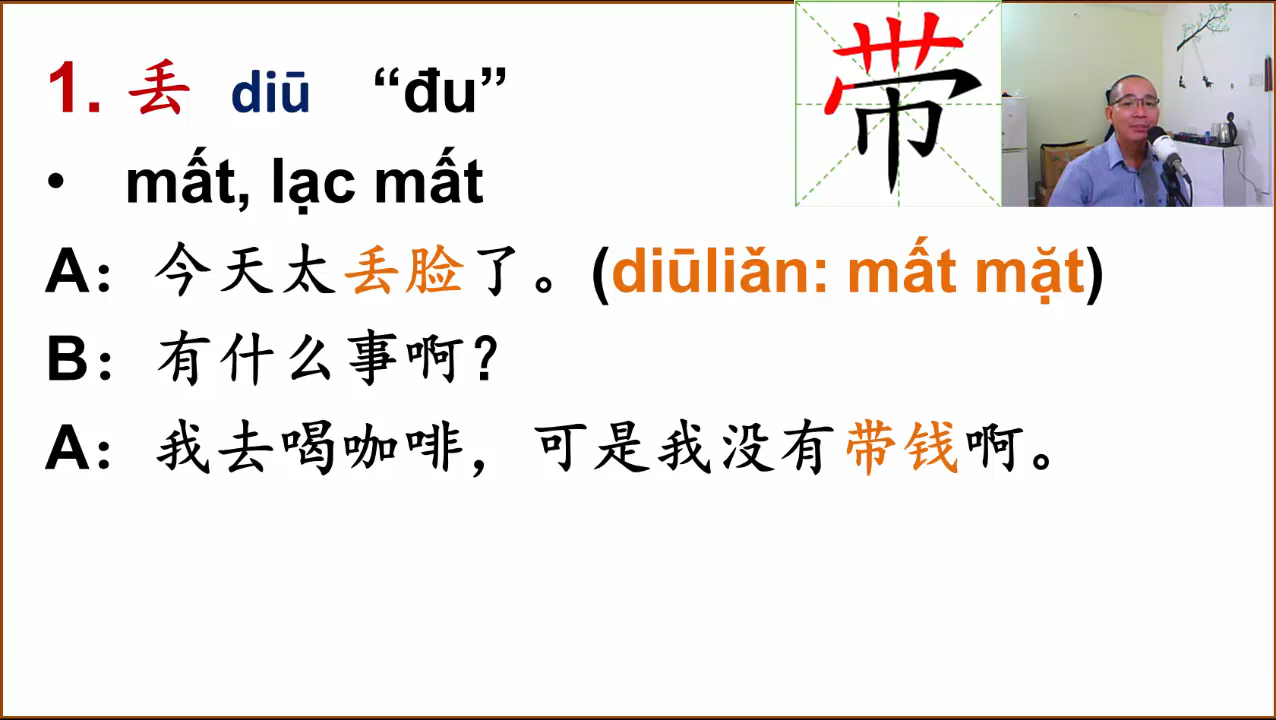 1. 丢 diū “đu”
带
• mất, lạc mất
A：今天太丢脸了。(diūliǎn: mất mặt)
B：有什么事啊？
A：我去喝咖啡，可是我没有带钱啊。